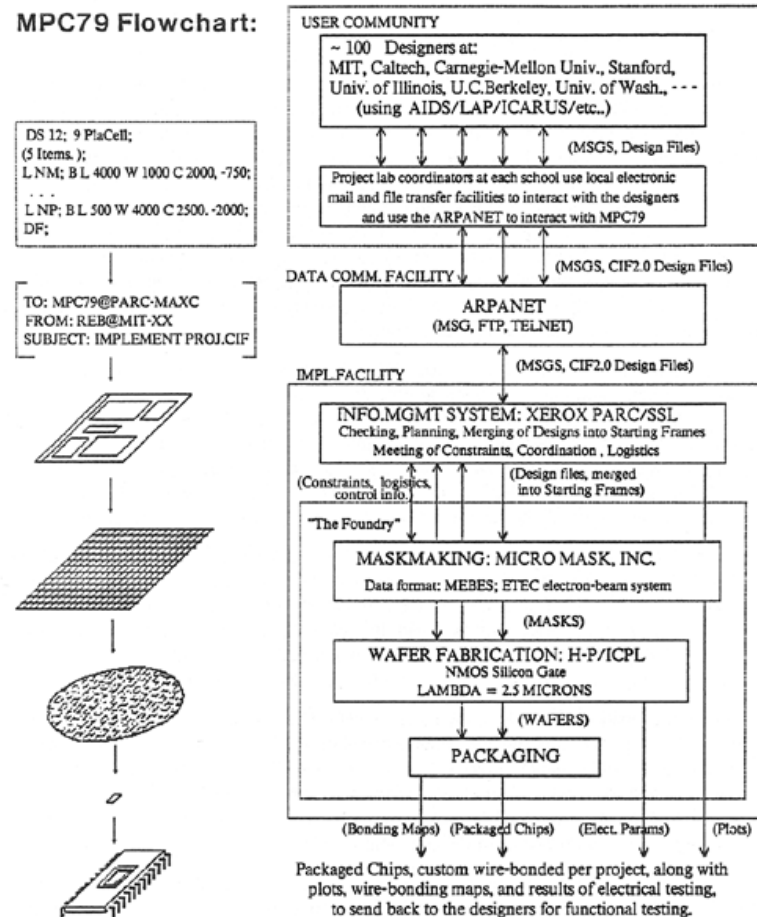 MPC79 Flowchart:
DS 12; 9 PlaCell;
(5 Items. );
L NM; B L 4000 W 1000 C 2000, -750;
. . . .
L NP; B L 500 W 4000 C 2500. -2000;
DF;
TO: MPC79@PARC-MAXC
FROM: REB@MIT-XX
SUBJECT: IMPLEMENT PROJ.CIF
USER COMMUNITY
~ 100 Designers at:
MIT, Caltech, Carnegie-Mellon Univ., Stanford,
Univ. of Illinois, U.C.Berkeley, Univ. of Wash., - - -
(using AIDS/LAP/ICARUS/etc..)
(MSGS, Design Files)
Project lab coordinators at each school use local electronic
mail and file transfer facilities to interact with the designers
and use the ARPANET to interact with MPC79
(MSGS, CIF2.0 Design Files)
DATA COMM. FACILITY
ARPANET
(MSG, FTP, TELNET)
(MSGS, CIF2.0 Design Files)
IMPL.FACILITY
INFO.MGMT SYSTEM: XEROX PARC/SSL
Checking, Planning, Merging of Designs into Starting Frames
Meeting of Constraints, Coordination , Logistics
(Constraints, logistics,
control info.)
(Design files, merged
into Starting Frames)
"The Foundry"
MASKMAKING: MICRO MASK, INC.
Data format: MEBES; ETEC electron-beam system
(MASKS)
WAFER FABRICATION: H-P/ICPL
NMOS Silicon Gate
LAMBDA = 2.5 MICRONS
(WAFERS)
PACKAGING
(Bonding Maps) (Packaged Chips) (Elect. Params) (Plots)
Packaged Chips, custom wire-bonded per project, along with
plots, wire-bonding maps, and results of electrical testing,
to send back to the designers for functional testing.